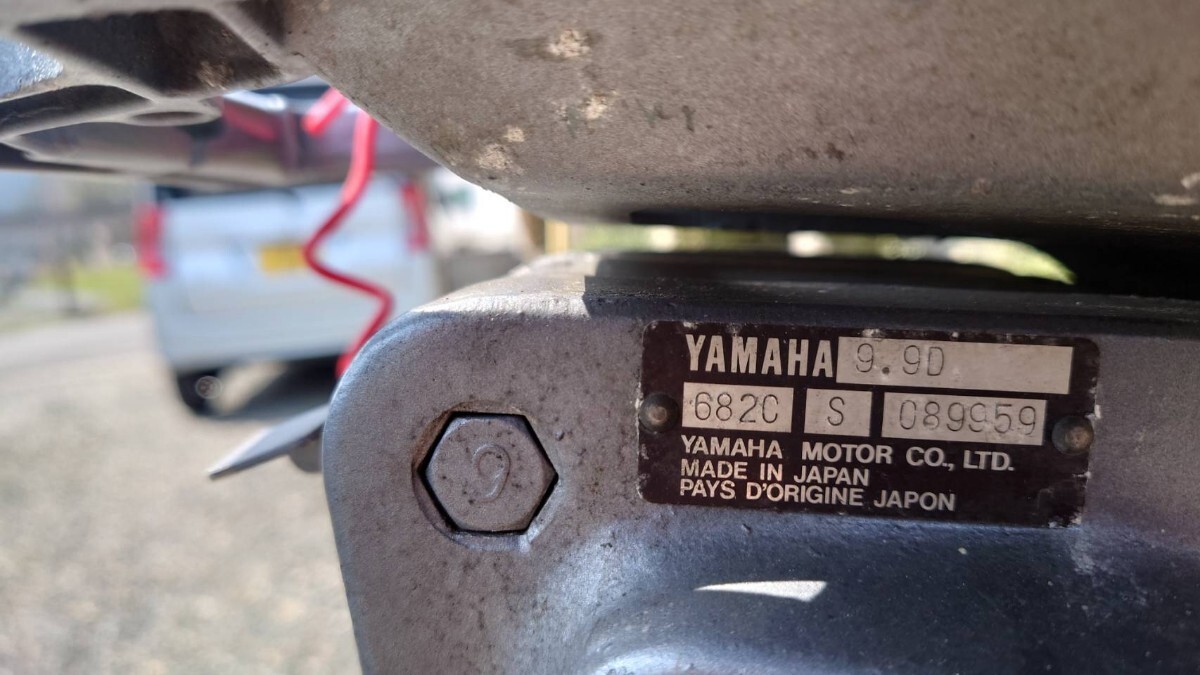 YAMAHA 9.9D
682C S 089959
YAMAHA MOTOR CO., LTD.
MADE IN JAPAN
PAYS D'ORIGINE JAPON
9